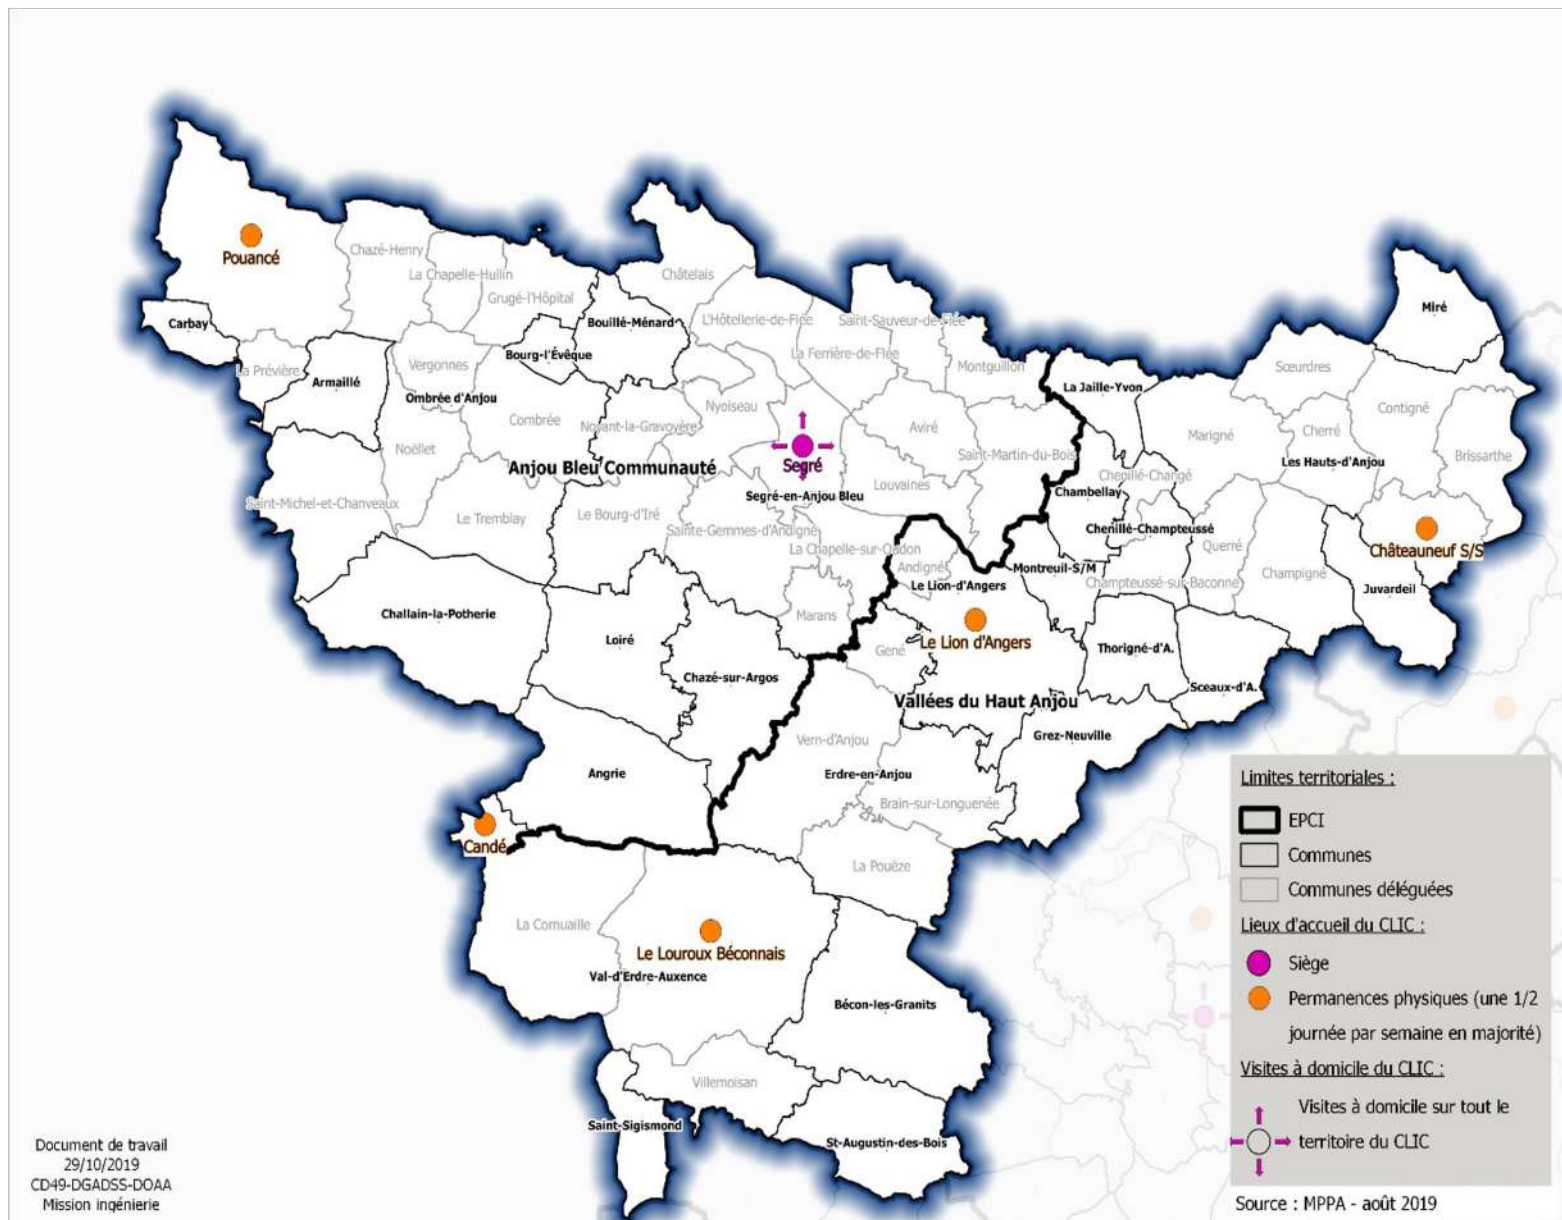 Pouancé
Chazé-Henry
La Chapelle-Hullin
Grugé-l'Hôpital
Châtelais
Carbay
Bouillé-Ménard
L'Hôtellerie-de-Flée
Saint-Sauveur-de-Flée
Miré
La Prévière
Armaillé
Vergonnes
Bourg-l'Évêque
La Ferrière-de-Flée
Montguillon
La Jaille-Yvon
Sœurdres
Ombrée d'Anjou
Combrée
Noyant-la-Gravoyère
Nyoiseau
Aviré
Marigné
Cherré
Contigné
Noëllet
Anjou Bleu Communauté
Segré
Saint-Martin-du-Bois
Les Hauts-d'Anjou
Brissarthe
Saint-Michel-et-Chanveaux
Segré-en-Anjou Bleu
Louvaines
Chambellay
Chenillé-Changé
Le Tremblay
Le Bourg-d'Iré
Sainte-Gemmes-d'Andigné
Chenillé-Champteussé
La Chapelle-sur-Oudon
Andigné
Querré
Châteauneuf S/S
Le Lion-d'Angers
Montreuil-S/M
Champteussé-sur-Baconne
Champigné
Juvardeil
Challain-la-Potherie
Marans
Loiré
Gené
Le Lion d'Angers
Thorigné-d'A.
Chazé-sur-Argos
Sceaux-d'A.
Vallées du Haut Anjou
Vern-d'Anjou
Grez-Neuville
Angrie
Erdre-en-Anjou
Brain-sur-Longuenée
Candé
La Pouëze
La Cornuaille
Le Louroux Béconnais
Val-d'Erdre-Auxence
Bécon-les-Granits
Villemoisan
Saint-Sigismond
St-Augustin-des-Bois
Limites territoriales :
EPCI
Communes
Communes déléguées
Lieux d'accueil du CLIC :
Siège
Permanences physiques (une 1/2
journée par semaine en majorité)
Visites à domicile du CLIC :
Visites à domicile sur tout le
territoire du CLIC
Source : MPPA - août 2019
Document de travail
29/10/2019
CD49-DGADSS-DOAA
Mission ingénierie